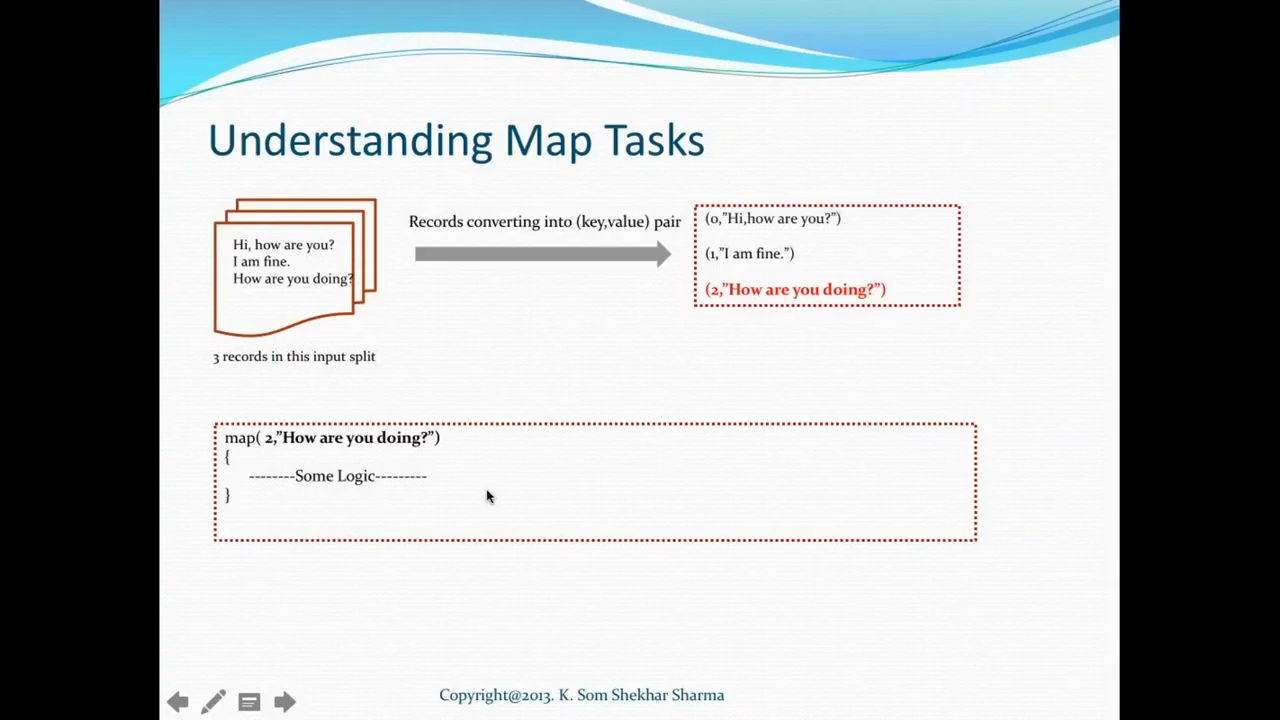 Understanding Map Tasks
Hi, how are you?
I am fine.
How are you doing?
3 records in this input split
Records converting into (key,value) pair
(0,”Hi,how are you?”)
(1,”I am fine.”)
(2,”How are you doing?”)
map( 2,”How are you doing?”)
{
--------Some Logic---------
}
Copyright@2013. K. Som Shekhar Sharma